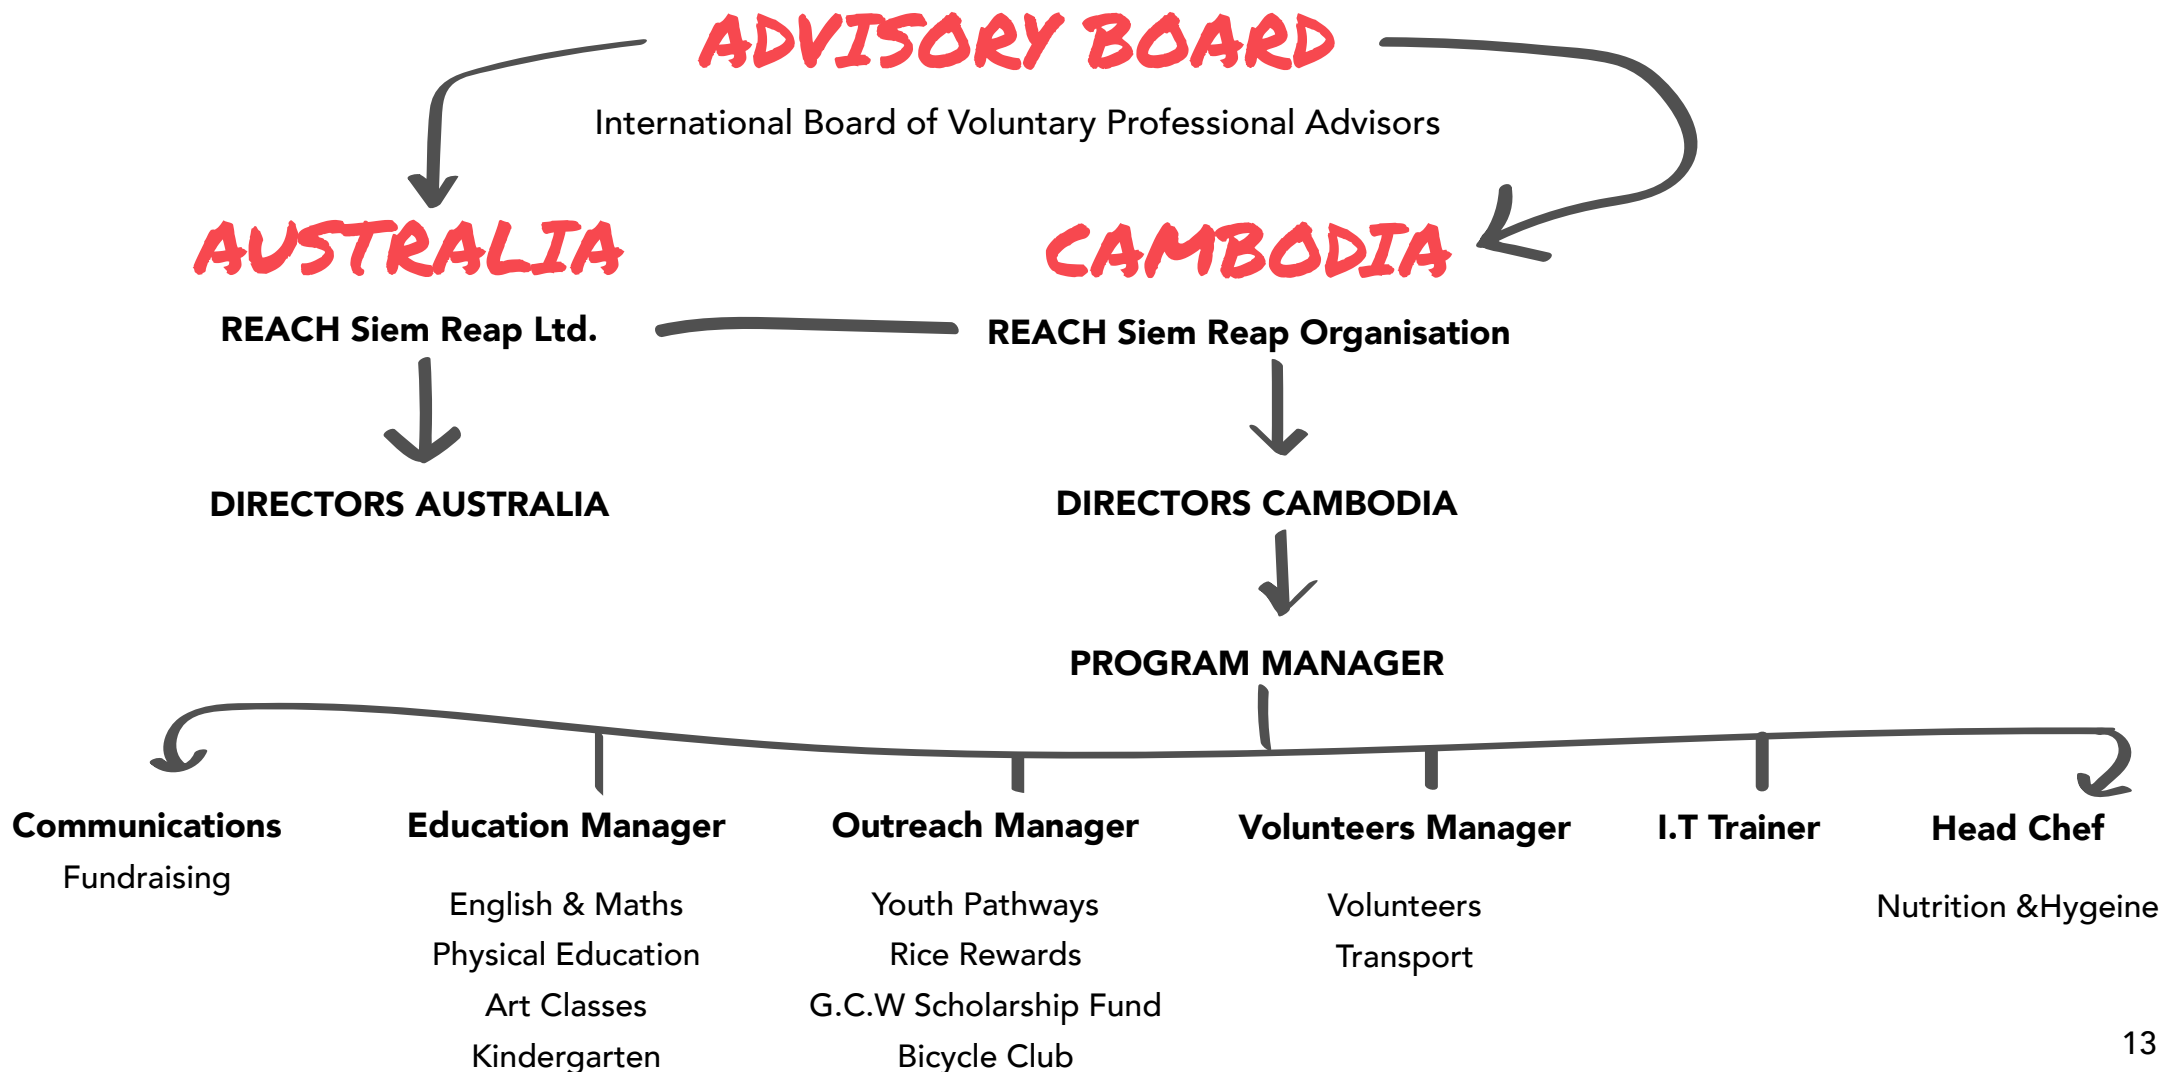 ADVISORY BOARD
International Board of Voluntary Professional Advisors
AUSTRALIA
CAMBODIA
REACH Siem Reap Ltd.
REACH Siem Reap Organisation
DIRECTORS AUSTRALIA
DIRECTORS CAMBODIA
PROGRAM MANAGER
Communications
Fundraising
Education Manager
English & Maths
Physical Education
Art Classes
Kindergarten
Outreach Manager
Youth Pathways
Rice Rewards
G.C.W Scholarship Fund
Bicycle Club
Volunteers Manager
Volunteers
Transport
I.T Trainer
Head Chef
Nutrition &Hygeine
13